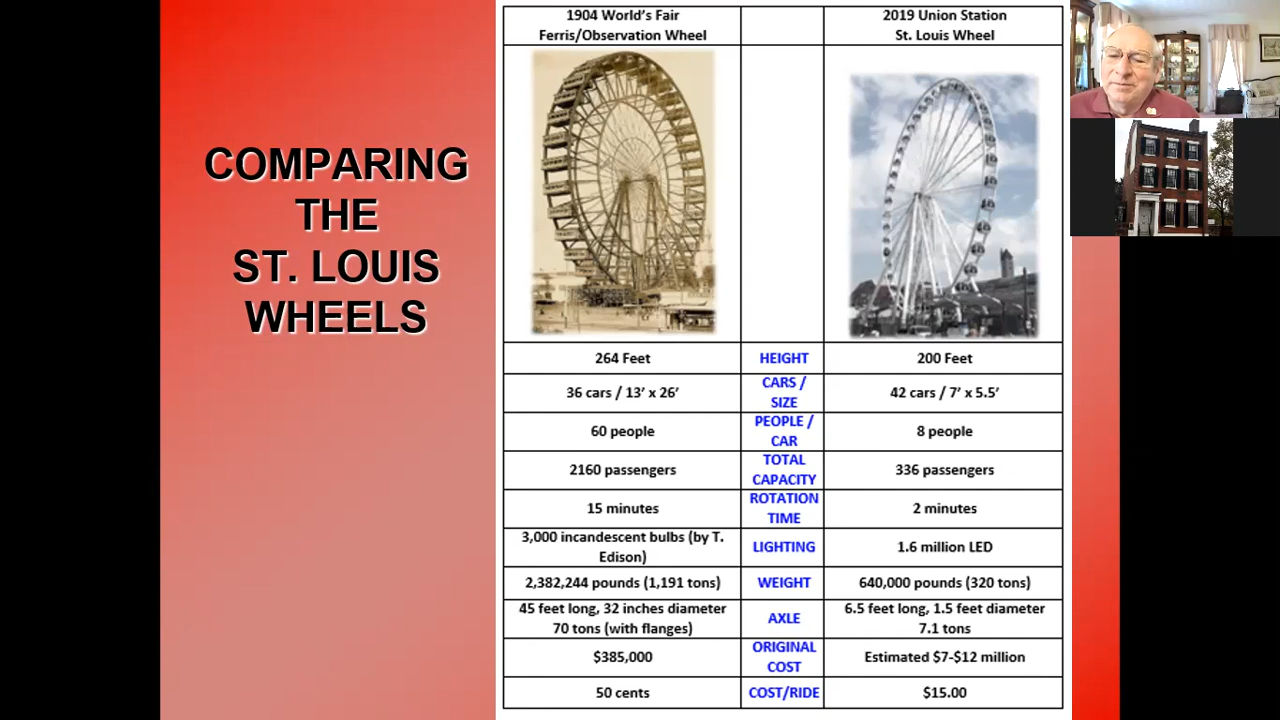 COMPARING
THE
ST. LOUIS
WHEELS
1904 World's Fair
Ferris/Observation Wheel
2019 Union Station
St. Louis Wheel
264 Feet
HEIGHT
200 Feet
36 cars / 13' x 26'
CARS /
SIZE
42 cars / 7' x 5.5'
60 people
PEOPLE /
CAR
8 people
2160 passengers
TOTAL
CAPACITY
336 passengers
15 minutes
ROTATION
TIME
2 minutes
3,000 incandescent bulbs (by T.
Edison)
LIGHTING
1.6 million LED
2,382,244 pounds (1,191 tons)
WEIGHT
640,000 pounds (320 tons)
45 feet long, 32 inches diameter
70 tons (with flanges)
AXLE
6.5 feet long, 1.5 feet diameter
7.1 tons
$385,000
ORIGINAL
COST
Estimated $7-$12 million
50 cents
COST/RIDE
$15.00